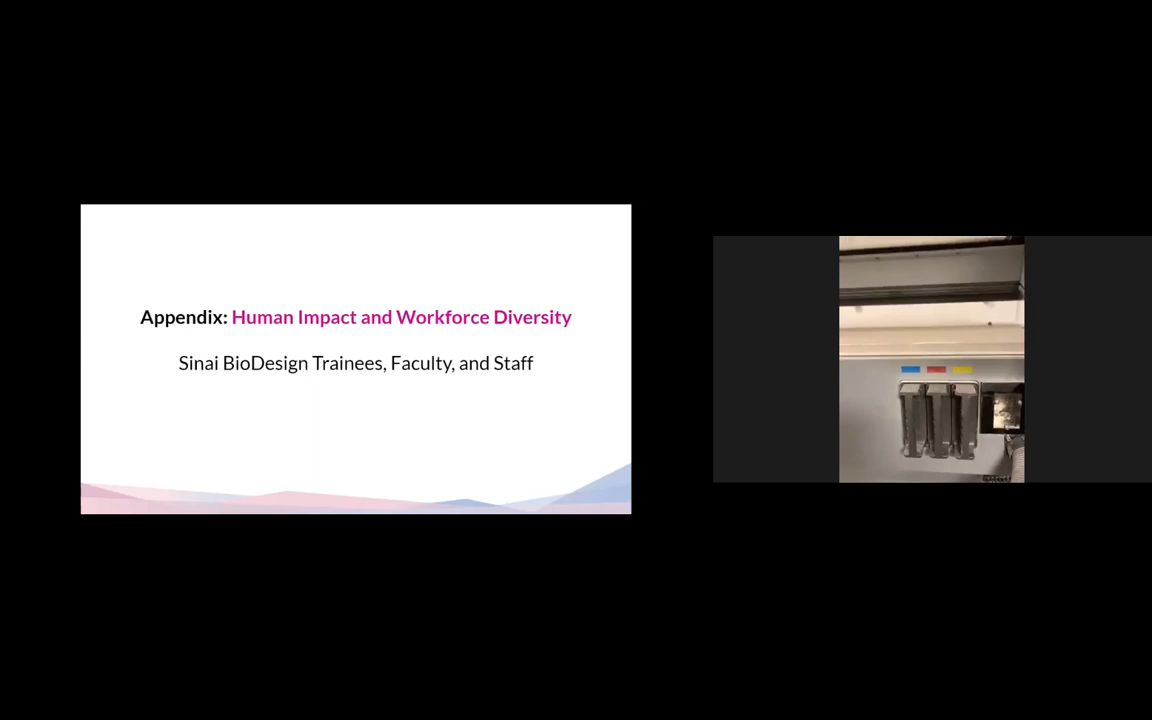 Appendix: Human Impact and Workforce Diversity
Sinai BioDesign Trainees, Faculty, and Staff